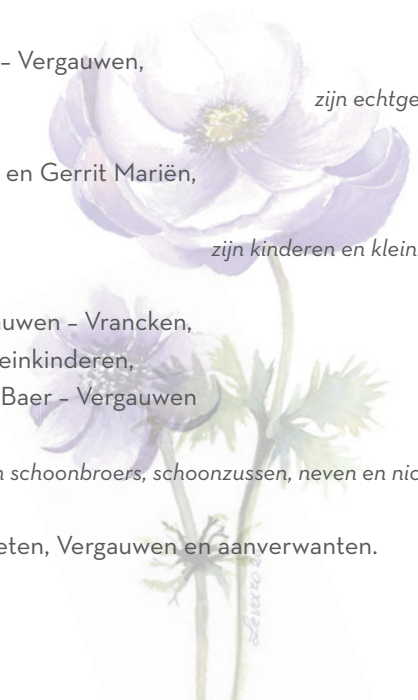 – Vergauwen,
zijn echtge
en Gerrit Mariën,
zijn kinderen en klein
uwen – Vrancken,
einkinderen,
Baer – Vergauwen
n schoonbroers, schoonzussen, neven en nic
eten, Vergauwen en aanverwanten.